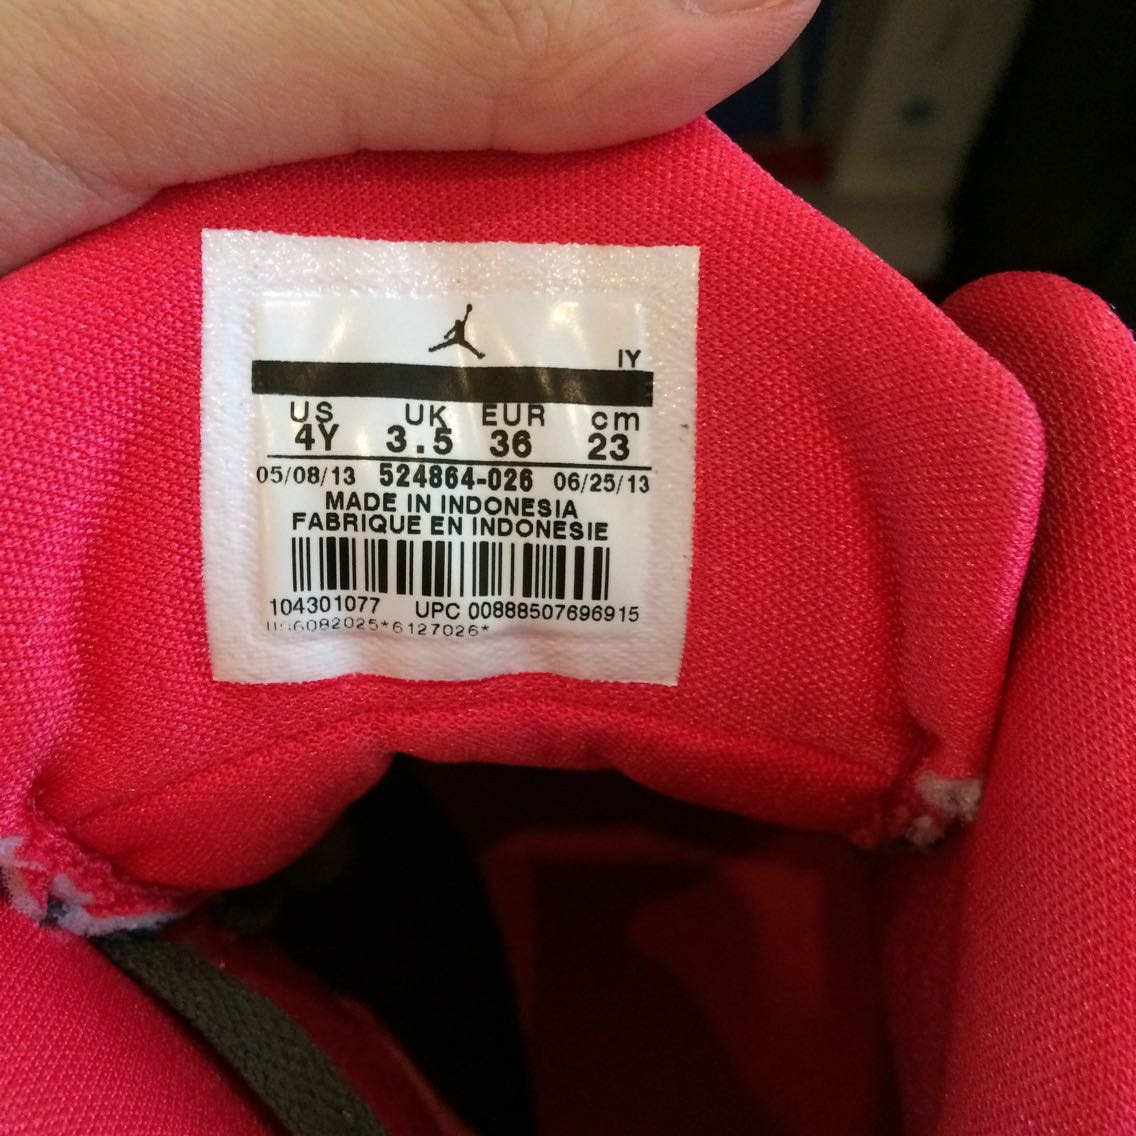 IY
US UK EUR cm
4Y 3.5 36 23
05/08/13 524864-026 06/25/13
MADE IN INDONESIA
FABRIQUE EN INDONESIE
104301077 UPC 00888507696915